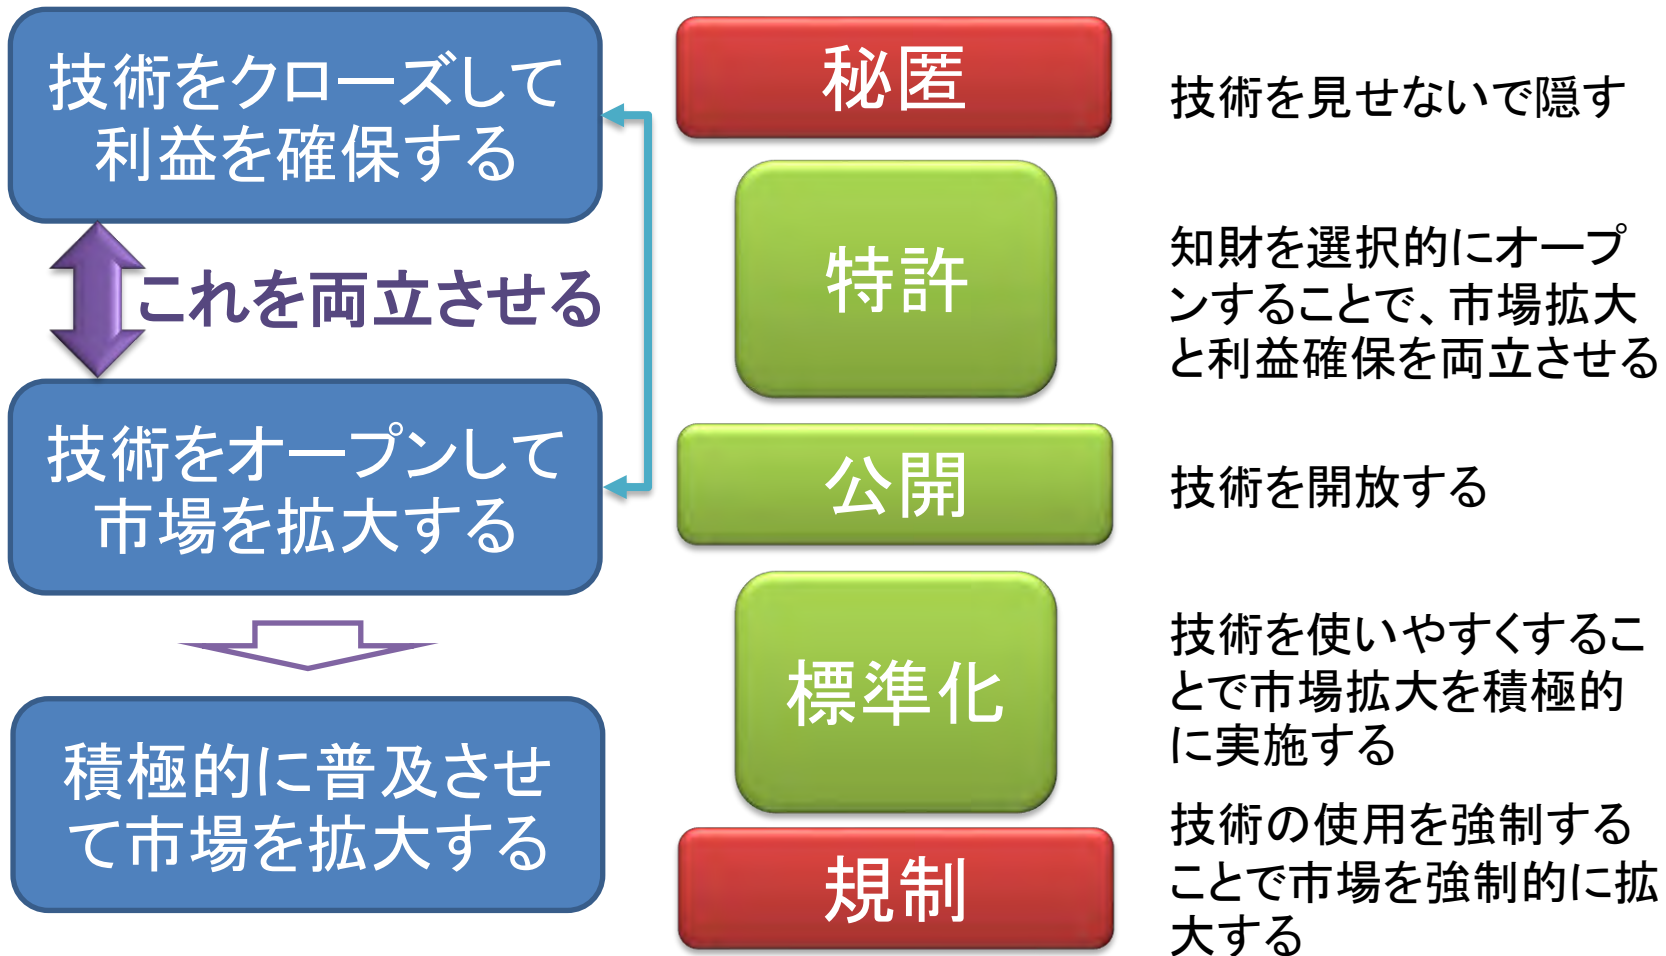 技術をクローズして
利益を確保する
これを両立させる
技術をオープンして
市場を拡大する
積極的に普及させ
て市場を拡大する
秘匿
技術を見せないで隠す
特許
知財を選択的にオープ
ンすることで、市場拡大
と利益確保を両立させる
公開
技術を開放する
標準化
技術を使いやすくするこ
とで市場拡大を積極的
に実施する
規制
技術の使用を強制する
ことで市場を強制的に拡
大する